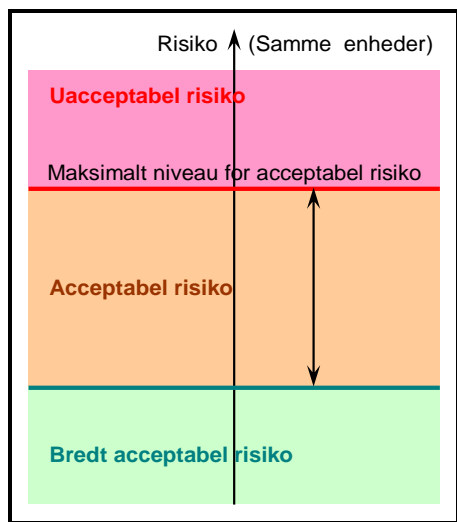 Risiko (Samme enheder)
Uacceptabel risiko
Maksimalt niveau for acceptabel risiko
Acceptabel risiko
Bredt acceptabel risiko